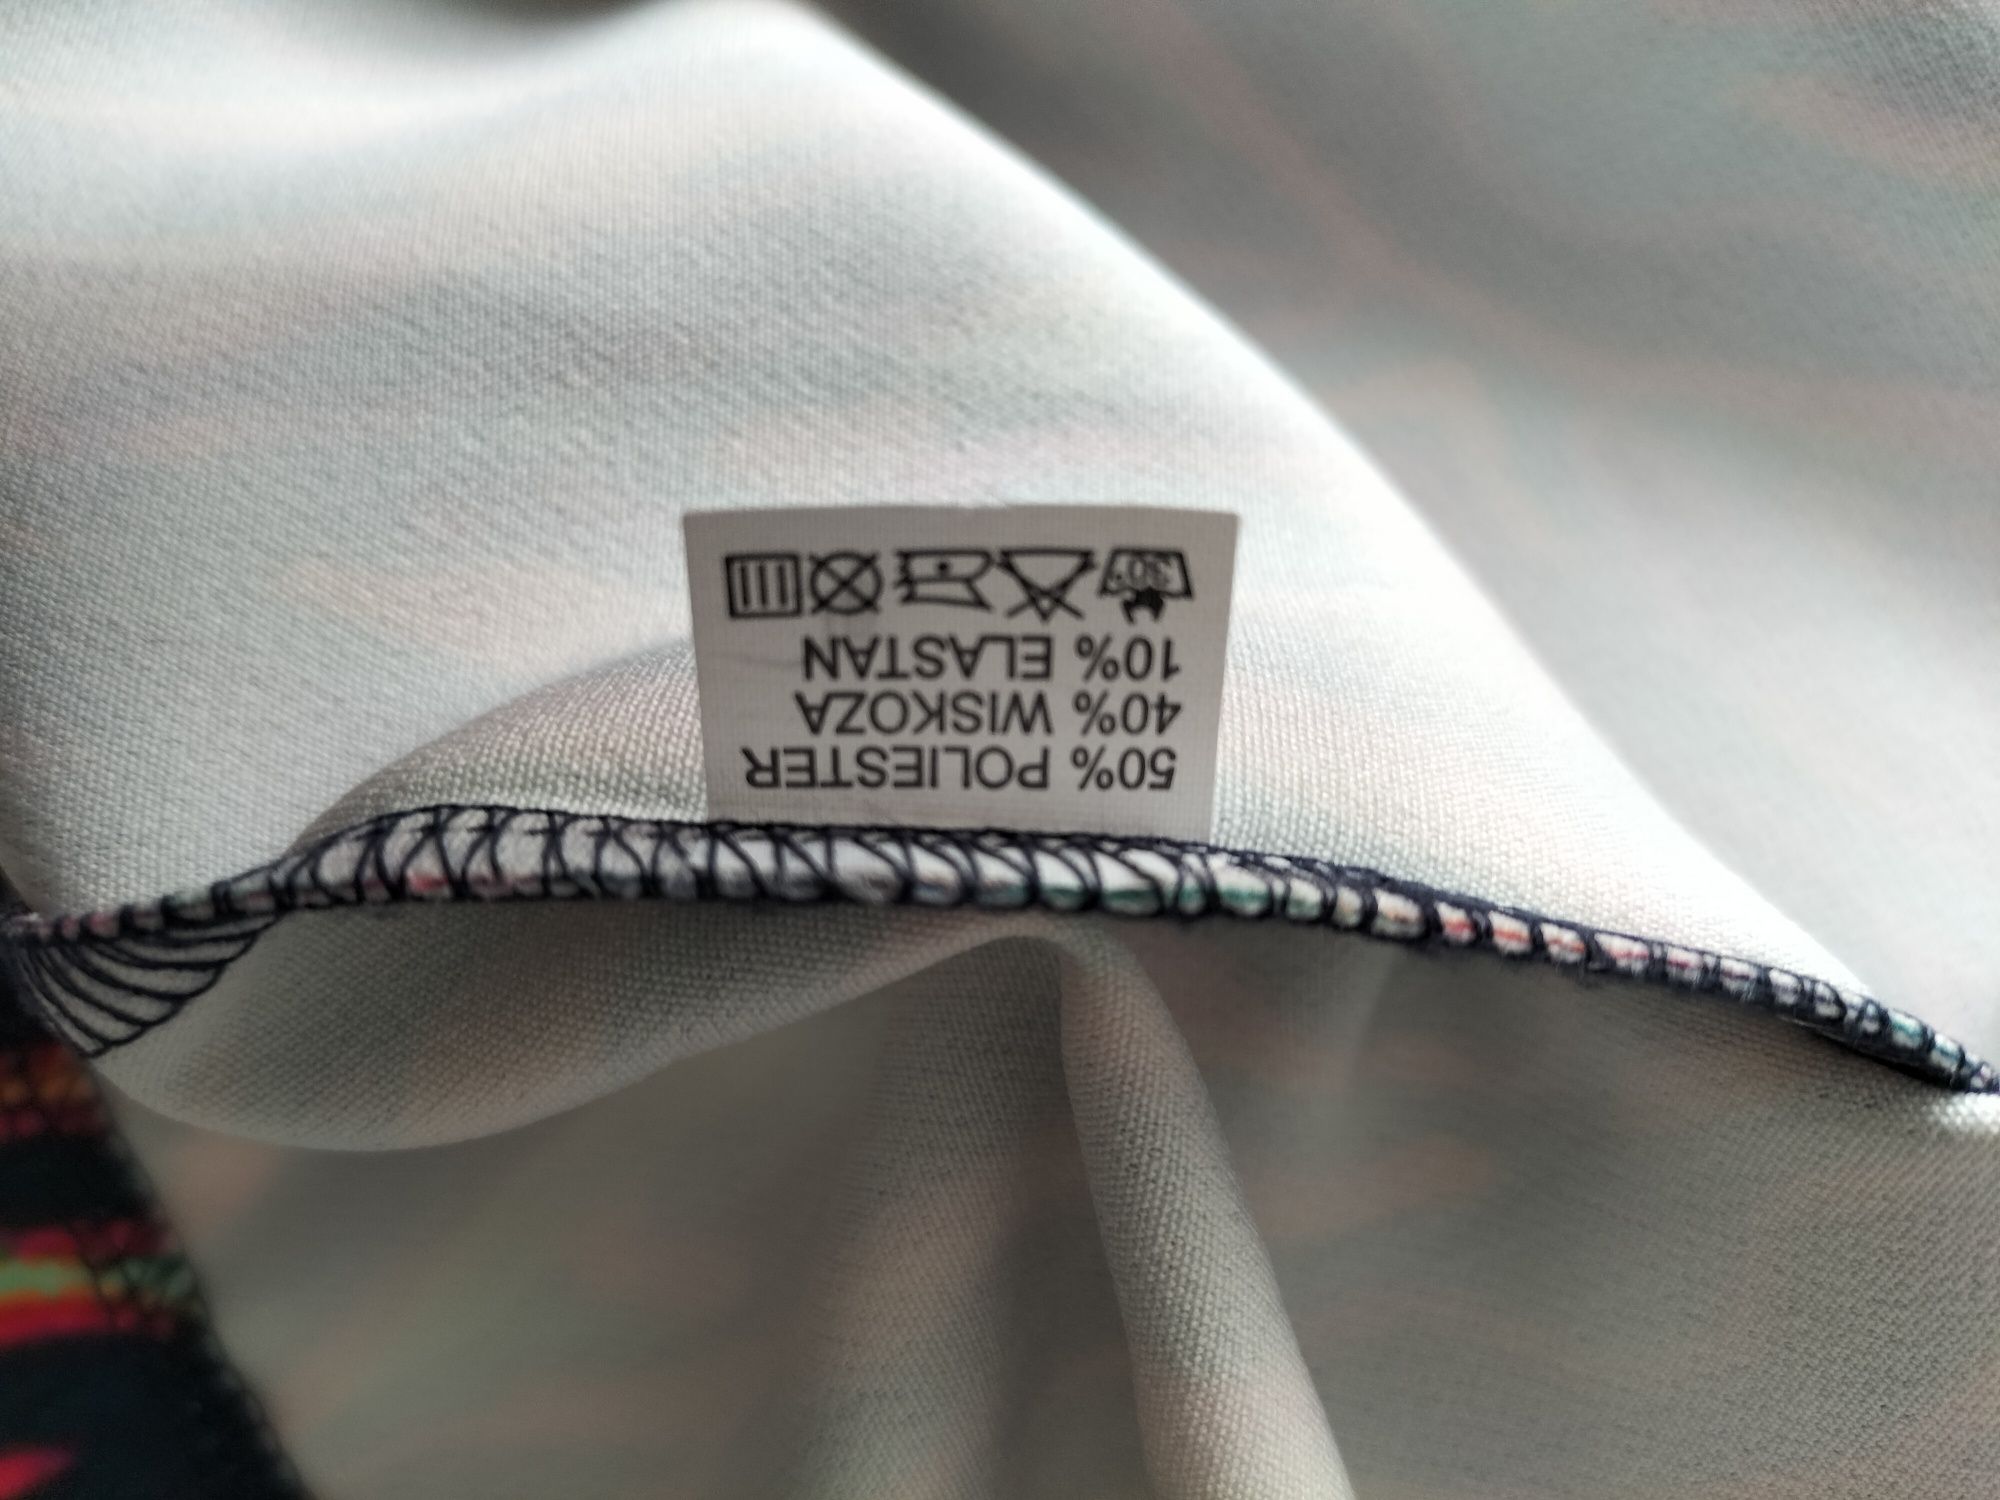 50% POLIESTER
40% WISKOZA
10% ELASTAN
30°